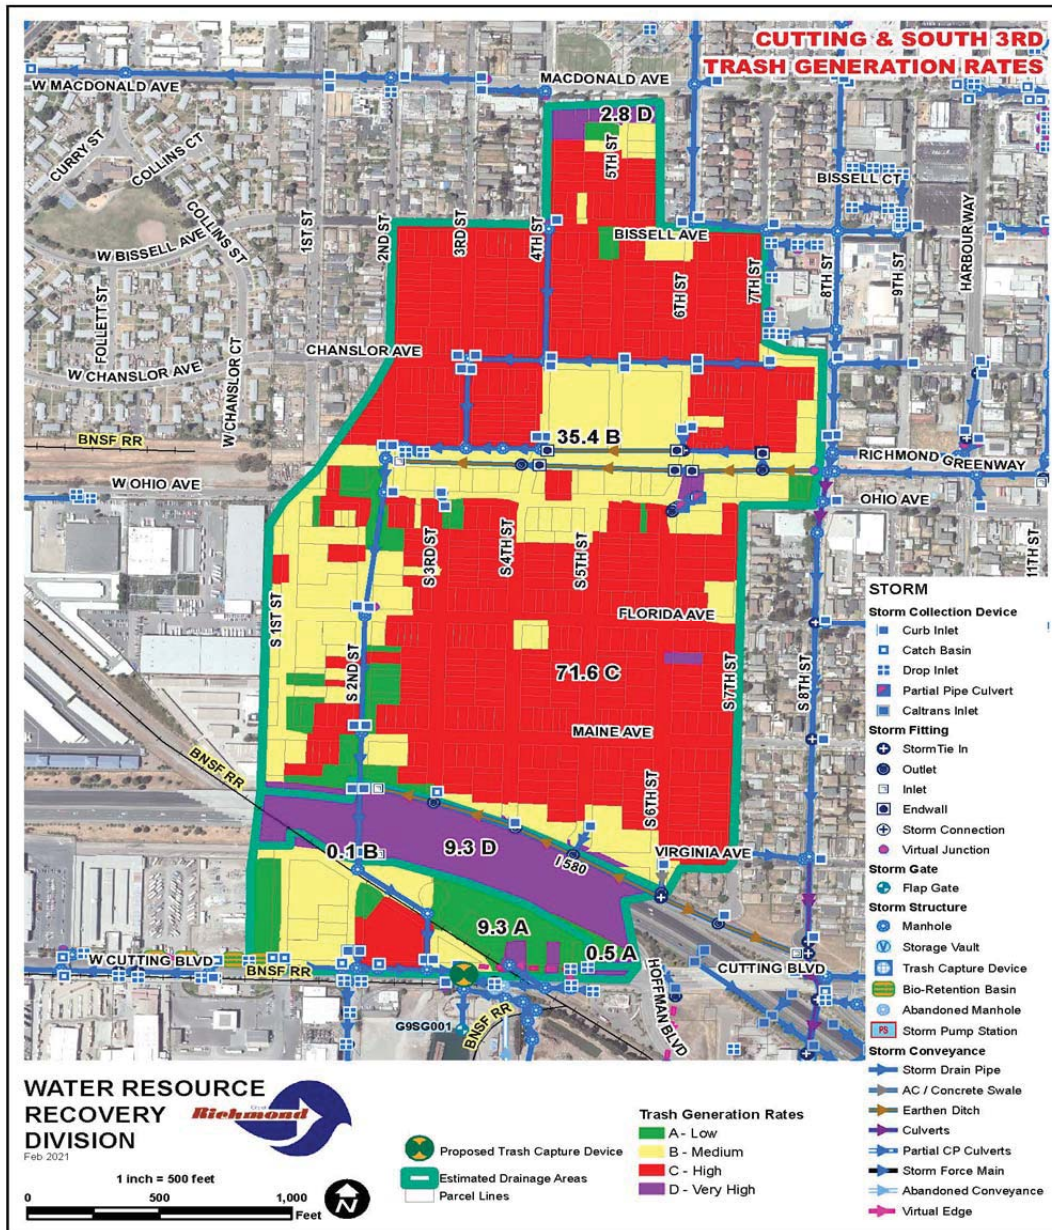 CUTTING & SOUTH 3RD
TRASH GENERATION RATES
W MACDONALD AVE
MACDONALD AVE
2.8 D
CURRY ST
COLLINS CT
5TH ST
BISSELL CT
COLLINS ST
W BISSELL AVE
1ST ST
2ND ST
3RD ST
4TH ST
BISSELL AVE
6TH ST
7TH ST
8TH ST
9TH ST
HARBOUR WAY
FOLLETT ST
CHANSLOR AVE
W CHANSLOR AVE
W CHANSLOR CT
BNSF RR
35.4 B
RICHMOND GREENWAY
W OHIO AVE
OHIO AVE
S 3RD ST
S 4TH ST
S 5TH ST
11TH ST
S 1ST ST
FLORIDA AVE
S 2ND ST
71.6 C
S 7TH ST
S 8TH ST
MAINE AVE
BNSF RR
S 6TH ST
0.1 B
9.3 D
I 580
VIRGINIA AVE
9.3 A
0.5 A
W CUTTING BLVD
BNSF RR
CUTTING BLVD
HOFFMAN BLVD
G9SG001
BNSF RR
STORM
Storm Collection Device
Curb Inlet
Catch Basin
Drop Inlet
Partial Pipe Culvert
Caltrans Inlet
Storm Fitting
StormTie In
Outlet
Inlet
Endwall
Storm Connection
Virtual Junction
Storm Gate
Flap Gate
Storm Structure
Manhole
Storage Vault
Trash Capture Device
Bio-Retention Basin
Abandoned Manhole
PS Storm Pump Station
Storm Conveyance
Storm Drain Pipe
AC / Concrete Swale
Earthen Ditch
Culverts
Partial CP Culverts
Storm Force Main
Abandoned Conveyance
Virtual Edge
WATER RESOURCE
RECOVERY
DIVISION
Feb 2021
Richmond
1 inch = 500 feet
0 500 1,000
Feet
N
Proposed Trash Capture Device
Estimated Drainage Areas
Parcel Lines
Trash Generation Rates
A - Low
B - Medium
C - High
D - Very High